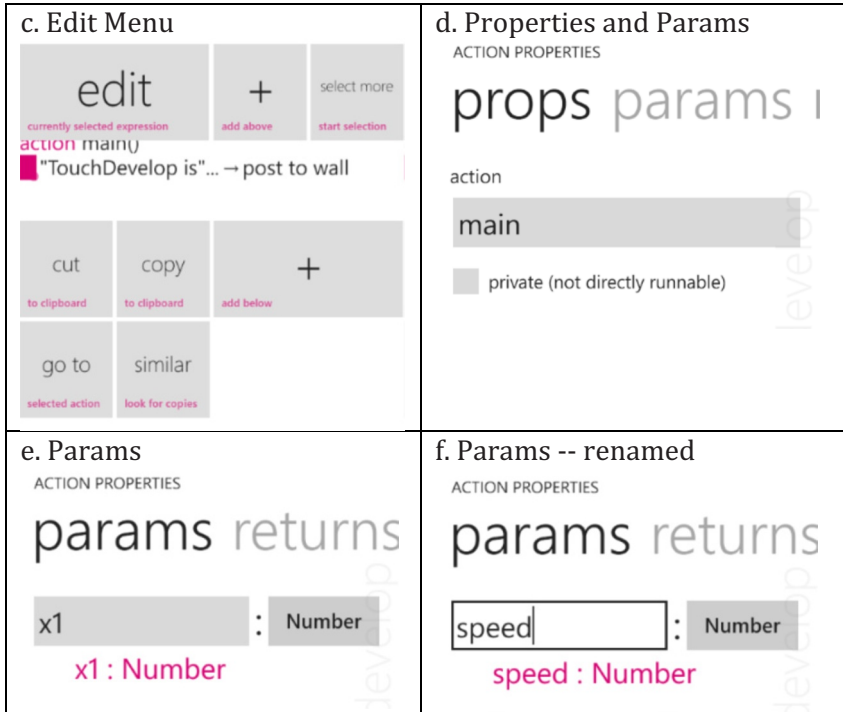 c. Edit Menu
edit
currently selected expression
+
add above
select more
start selection
action main()
"TouchDevelop is"... → post to wall
cut
to clipboard
copy
to clipboard
+
add below
go to
selected action
similar
look for copies
d. Properties and Params
ACTION PROPERTIES
props params
action
main
private (not directly runnable)
develop
e. Params
ACTION PROPERTIES
params returns
x1 : Number
x1 : Number
develop
f. Params -- renamed
ACTION PROPERTIES
params returns
speed : Number
speed : Number
develop